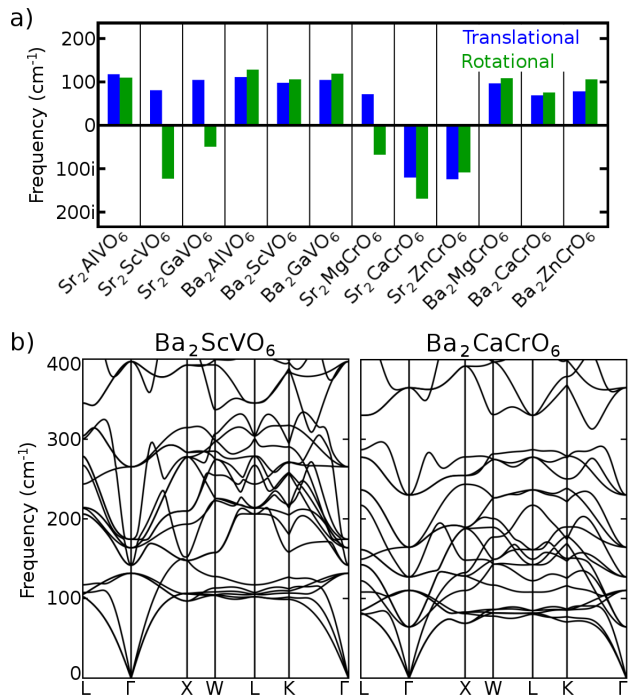 a)
Frequency (cm⁻¹)
200
100
0
100i
200i
Translational
Rotational
Sr₂AlVO₆
Sr₂ScVO₆
Sr₂GaVO₆
Ba₂AlVO₆
Ba₂ScVO₆
Ba₂GaVO₆
Sr₂MgCrO₆
Sr₂CaCrO₆
Sr₂ZnCrO₆
Ba₂MgCrO₆
Ba₂CaCrO₆
Ba₂ZnCrO₆
b)
Ba₂ScVO₆
Ba₂CaCrO₆
Frequency (cm⁻¹)
400
300
200
100
0
L Γ X W L K Γ
L Γ X W L K Γ